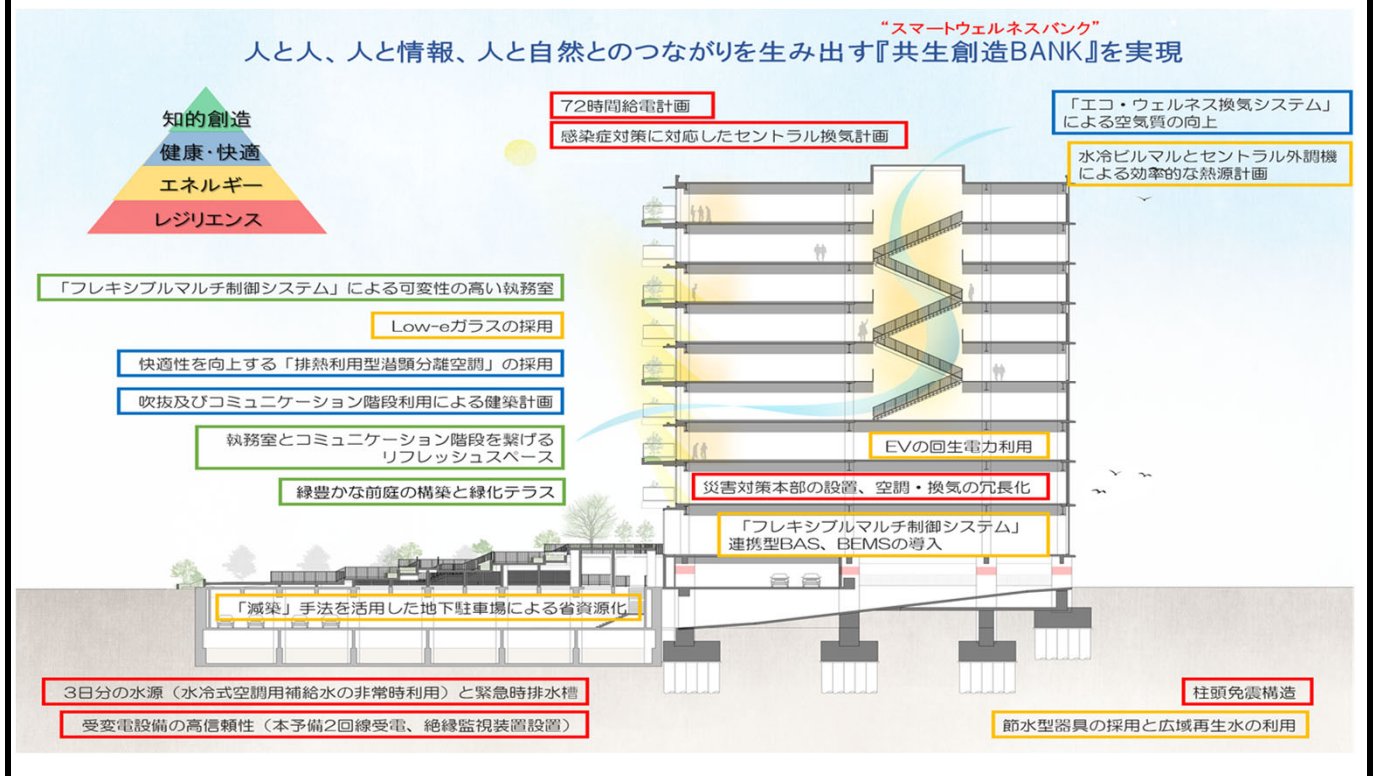 “スマートウェルネスバンク”
人と人、人と情報、人と自然とのつながりを生み出す『共生創造BANK』を実現
知的創造
健康・快適
エネルギー
レジリエンス
72時間給電計画
感染症対策に対応したセントラル換気計画
「エコ・ウェルネス換気システム」
による空気質の向上
水冷ビルマルとセントラル外調機
による効率的な熱源計画
「フレキシブルマルチ制御システム」による可変性の高い執務室
Low-eガラスの採用
快適性を向上する「排熱利用型潜顕分離空調」の採用
吹抜及びコミュニケーション階段利用による健築計画
執務室とコミュニケーション階段を繋げる
リフレッシュスペース
緑豊かな前庭の構築と緑化テラス
EVの回生電力利用
災害対策本部の設置、空調・換気の冗長化
「フレキシブルマルチ制御システム」
連携型BAS、BEMSの導入
「減築」手法を活用した地下駐車場による省資源化
3日分の水源（水冷式空調用補給水の非常時利用）と緊急時排水槽
受変電設備の高信頼性（本予備2回線受電、絶縁監視装置設置）
柱頭免震構造
節水型器具の採用と広域再生水の利用